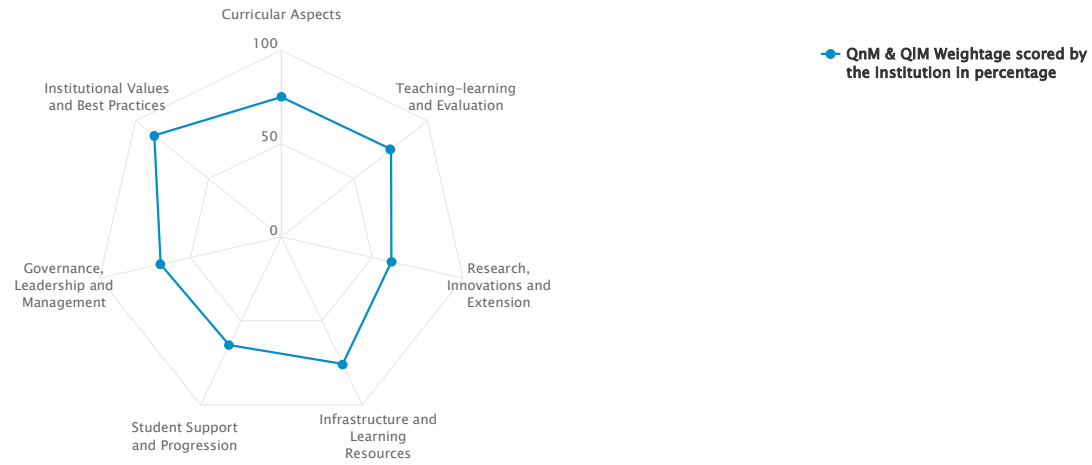 Curricular Aspects
100
Institutional Values
and Best Practices
Teaching-learning
and Evaluation
50
0
Governance,
Leadership and
Management
Research,
Innovations and
Extension
Student Support
and Progression
Infrastructure and
Learning
Resources
QnM & QlM Weightage scored by
the institution in percentage